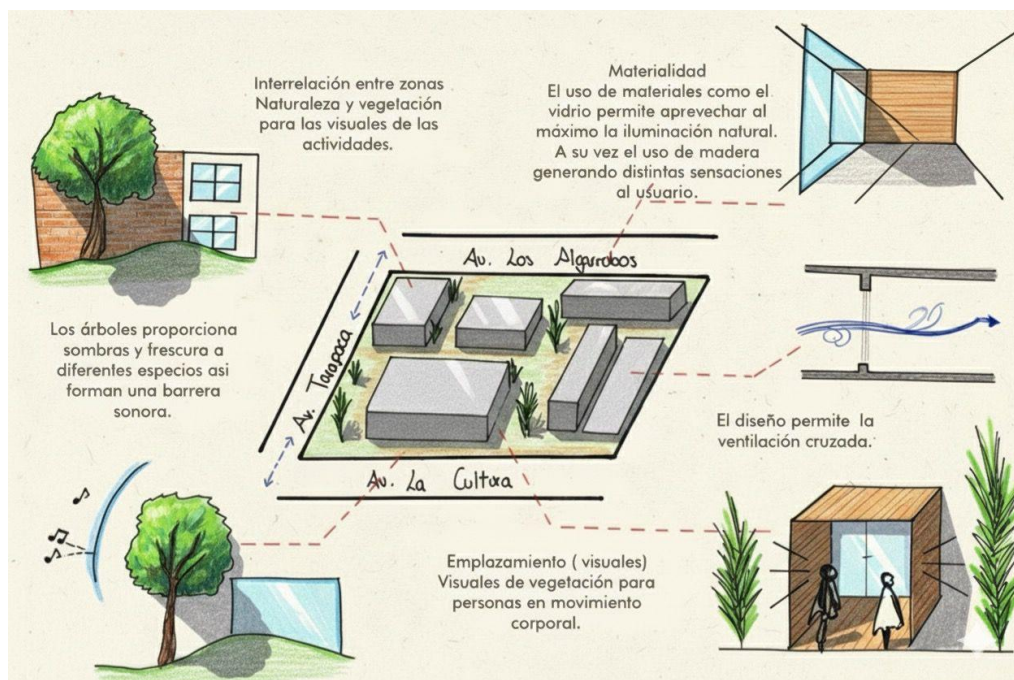 Interrelación entre zonas
Naturaleza y vegetación
para las visuales de las
actividades.
Materialidad
El uso de materiales como el
vidrio permite aprevechar al
máximo la iluminación natural.
A su vez el uso de madera
generando distintas sensaciones
al usuario.
Av. Los Algarrobos
Av. Tarapaca
Av. La Cultura
Los árboles proporciona
sombras y frescura a
diferentes especios asi
forman una barrera
sonora.
El diseño permite la
ventilación cruzada.
Emplazamiento ( visuales)
Visuales de vegetación para
personas en movimiento
corporal.